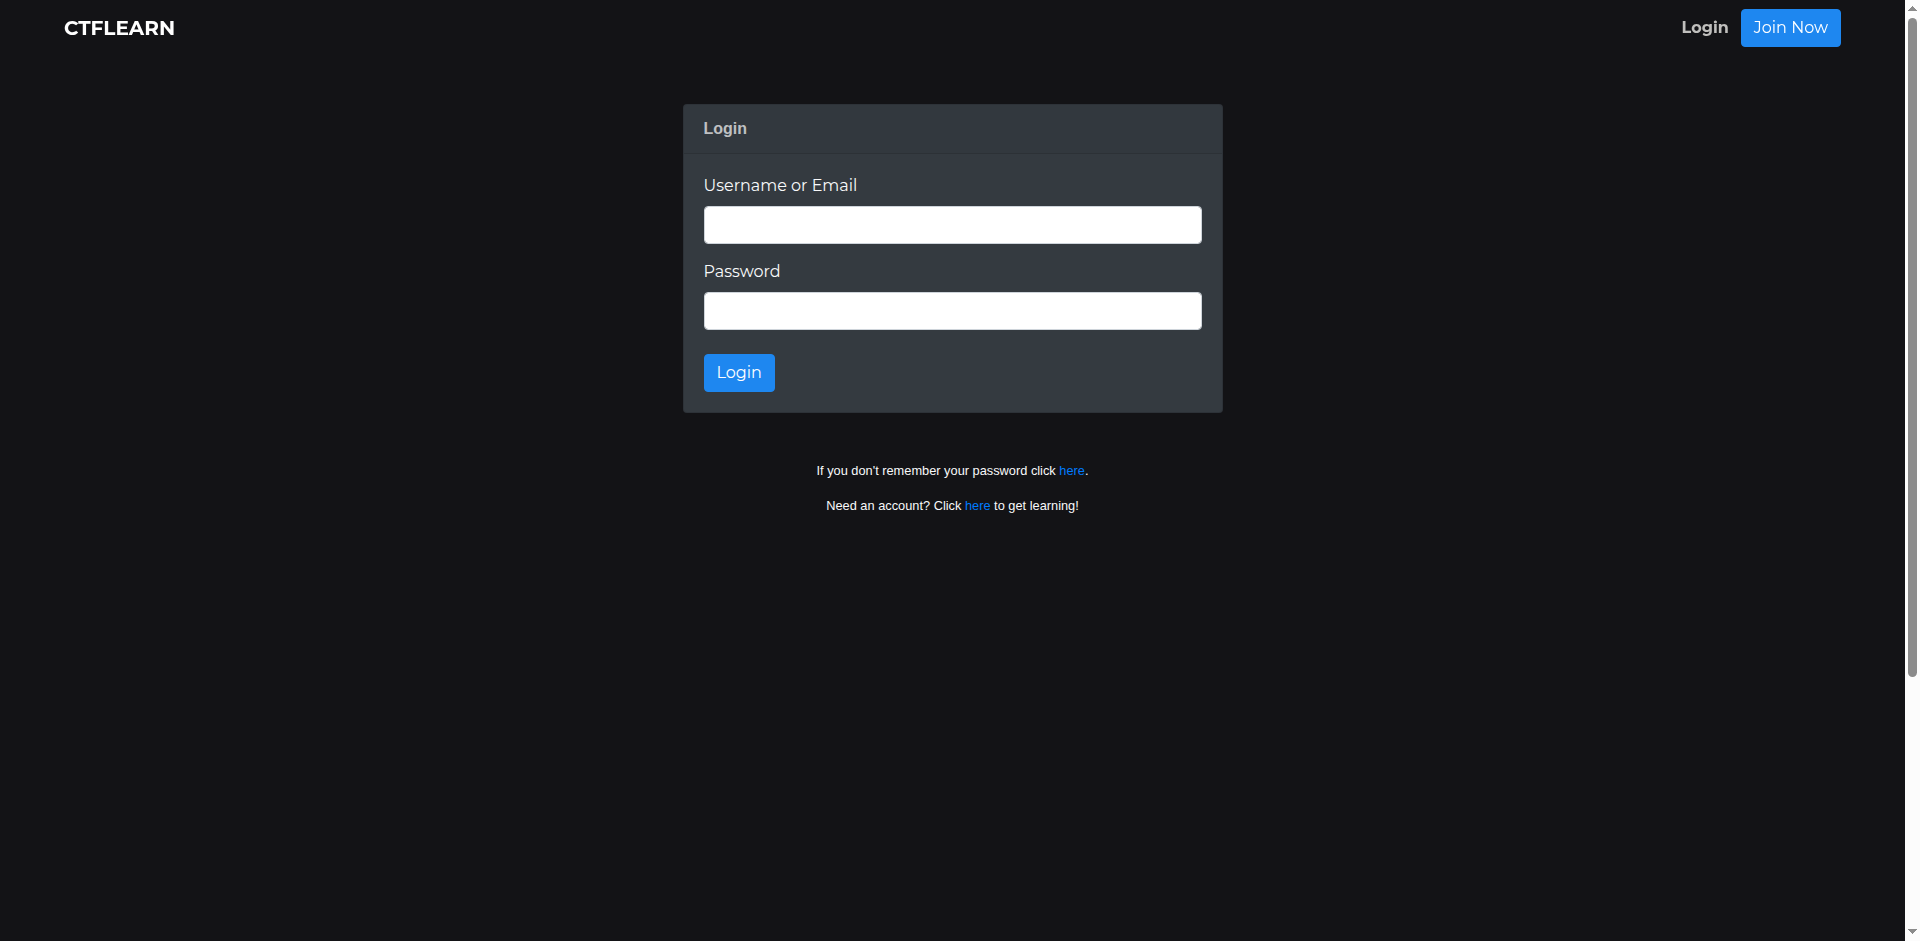 CTFLEARN
Login
Join Now
Login
Username or Email
Password
Login
If you don't remember your password click here.
Need an account? Click here to get learning!